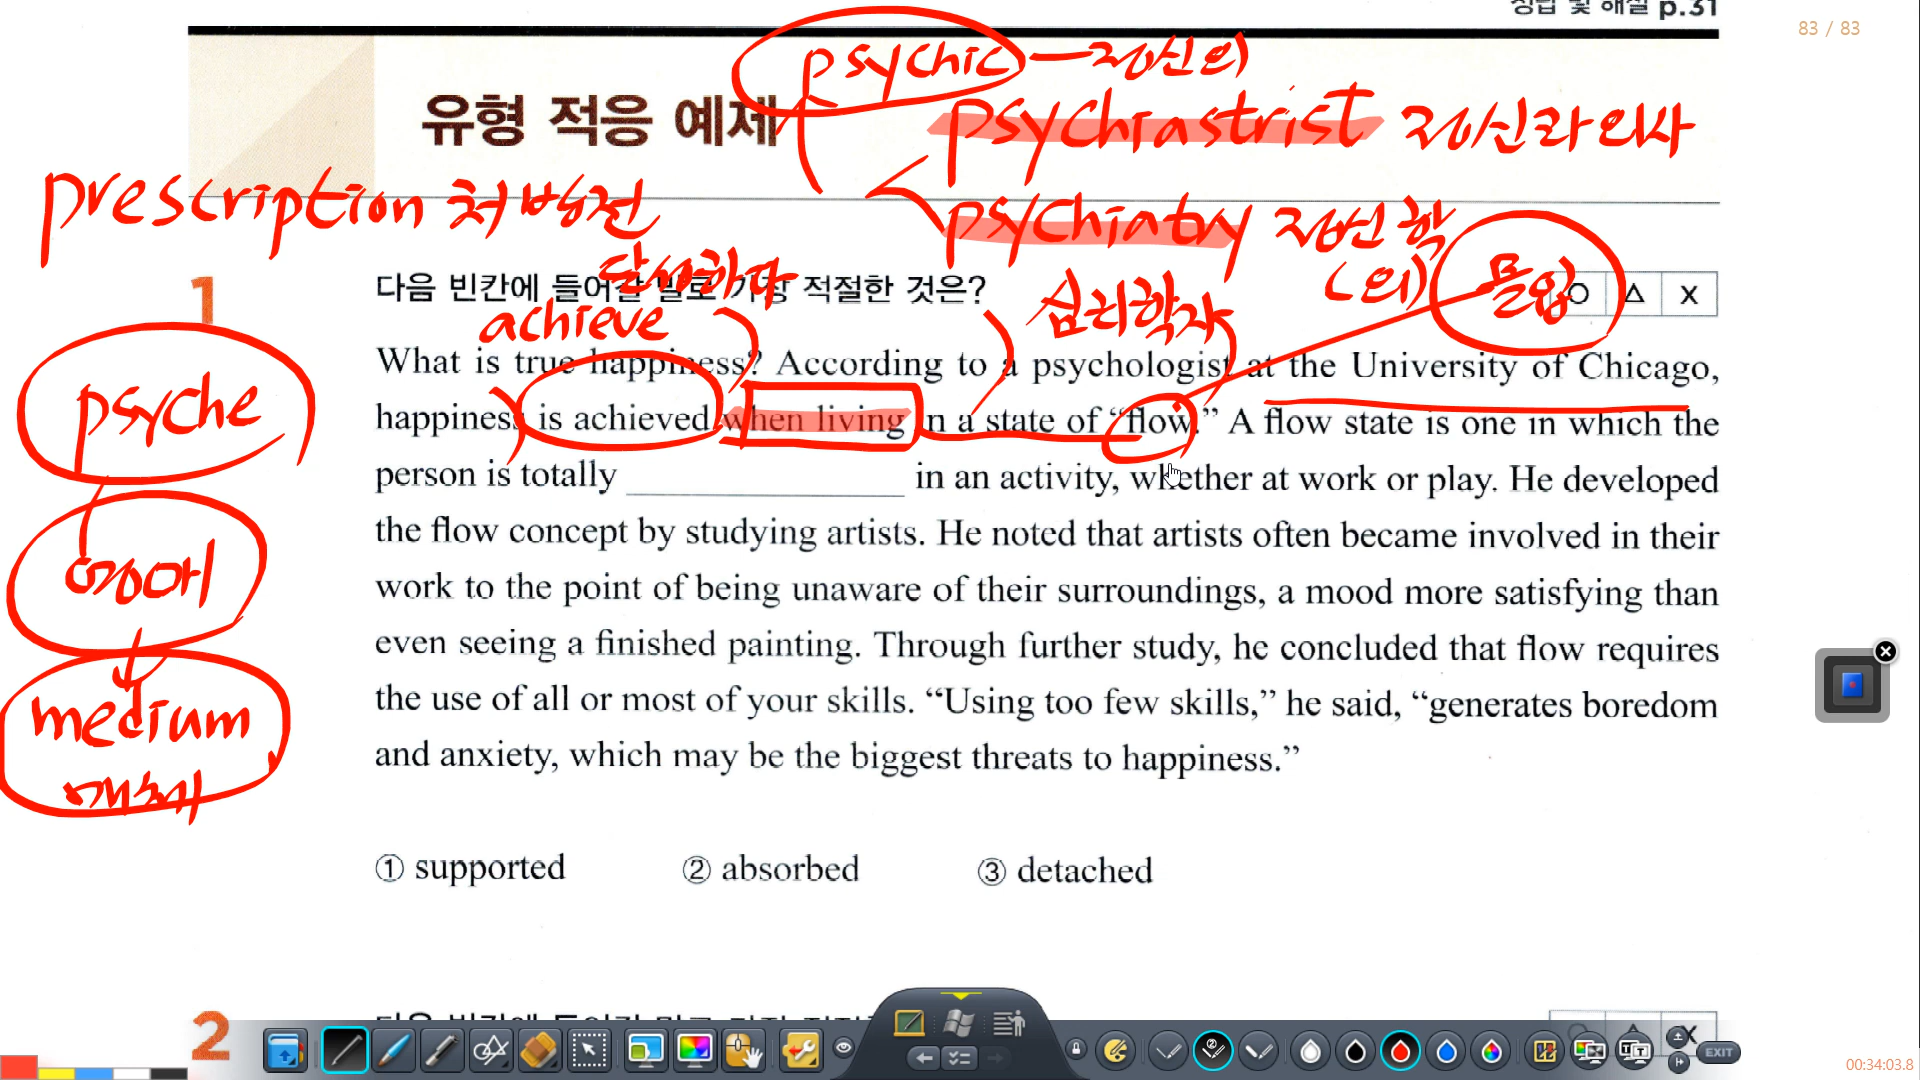 정답 및 해설 p.31
83 / 83
psychic 정신의
유형 적응 예제
psychiastrist 정신과 의사
prescription 처방전
psychiatry 정신학
(의)
몰입
달성하다
심리학자
1
다음 빈칸에 들어갈 말로 가장 적절한 것은?
O △ X
achieve
What is true happiness? According to a psychologist at the University of Chicago,
happiness is achieved when living in a state of “flow.” A flow state is one in which the
person is totally ____________ in an activity, whether at work or play. He developed
the flow concept by studying artists. He noted that artists often became involved in their
work to the point of being unaware of their surroundings, a mood more satisfying than
even seeing a finished painting. Through further study, he concluded that flow requires
the use of all or most of your skills. “Using too few skills,” he said, “generates boredom
and anxiety, which may be the biggest threats to happiness.”
psyche
영매
medium
매체
① supported ② absorbed ③ detached
2
EXIT
00:34:03.8